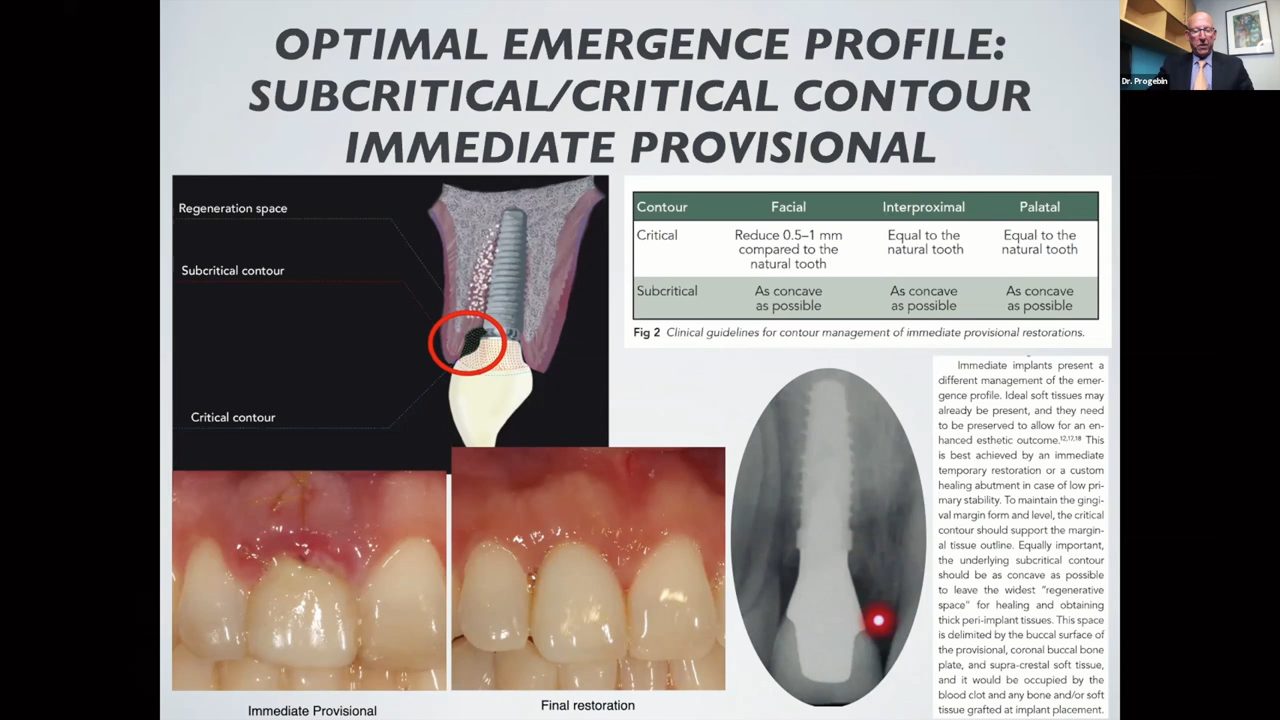 OPTIMAL EMERGENCE PROFILE:
SUBCRITICAL/CRITICAL CONTOUR
IMMEDIATE PROVISIONAL
Dr. Progebin
Regeneration space
Subcritical contour
Critical contour
Contour Facial Interproximal Palatal
Critical Reduce 0.5–1 mm compared to the natural tooth Equal to the natural tooth Equal to the natural tooth
Subcritical As concave as possible As concave as possible As concave as possible
Fig 2 Clinical guidelines for contour management of immediate provisional restorations.
Immediate implants present a
different management of the emer-
gence profile. Ideal soft tissues may
already be present, and they need
to be preserved to allow for an en-
hanced esthetic outcome.12,17,18 This
is best achieved by an immediate
temporary restoration or a custom
healing abutment in case of low pri-
mary stability. To maintain the gingi-
val margin form and level, the critical
contour should support the margin-
al tissue outline. Equally important,
the underlying subcritical contour
should be as concave as possible
to leave the widest "regenerative
space" for healing and obtaining
thick peri-implant tissues. This space
is delimited by the buccal surface of
the provisional, coronal buccal bone
plate, and supra-crestal soft tissue,
and it would be occupied by the
blood clot and any bone and/or soft
tissue grafted at implant placement.
Immediate Provisional
Final restoration